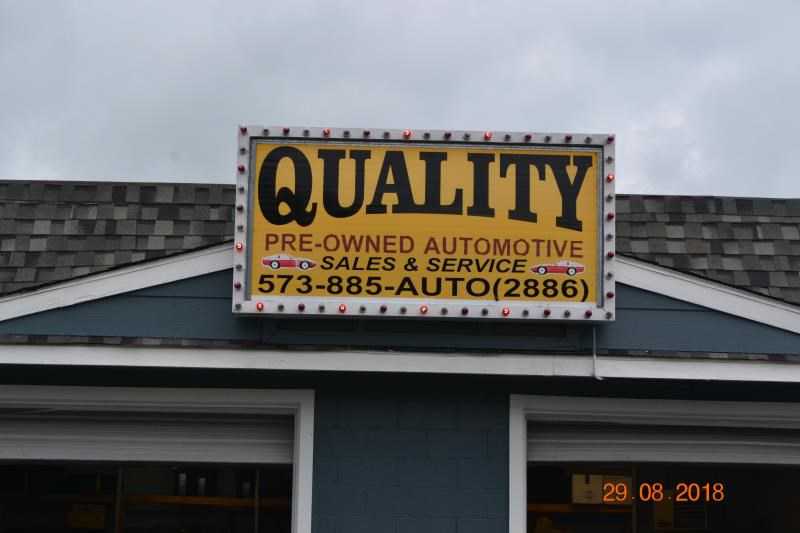 QUALITY
PRE-OWNED AUTOMOTIVE
SALES & SERVICE
573-885-AUTO(2886)
29.08.2018